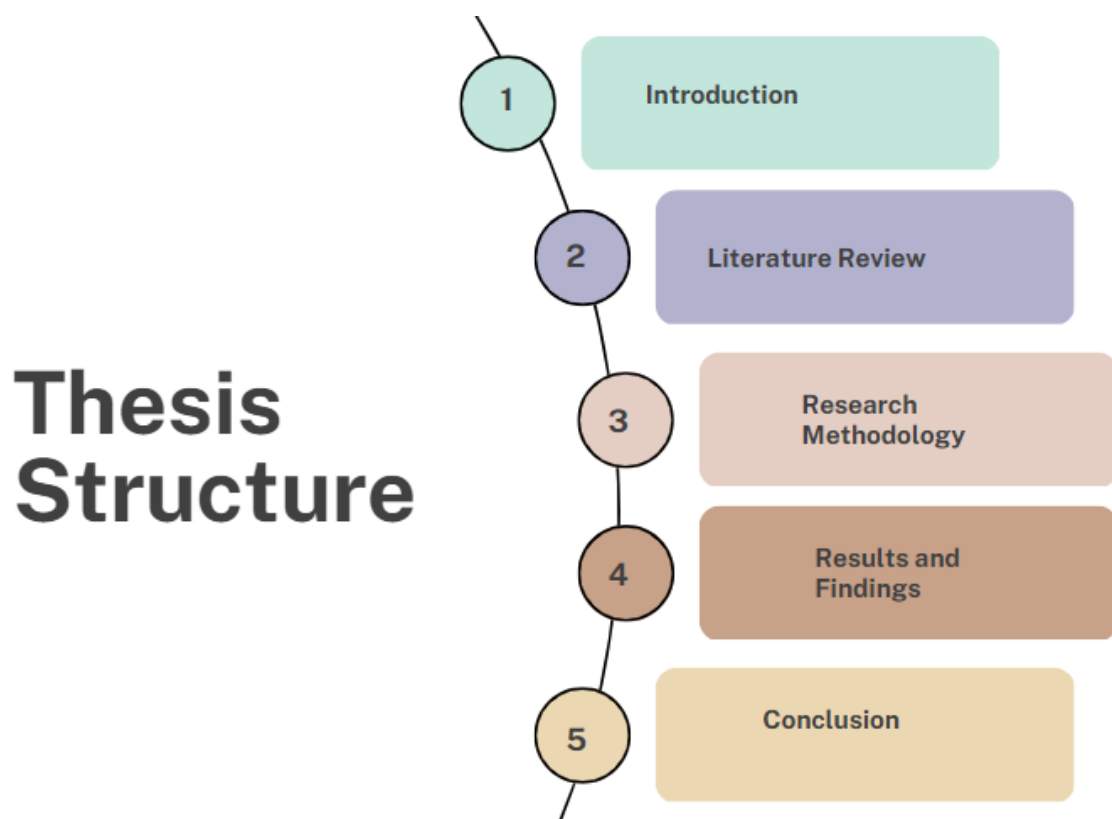 Thesis
Structure
1
Introduction
2
Literature Review
3
Research
Methodology
4
Results and
Findings
5
Conclusion